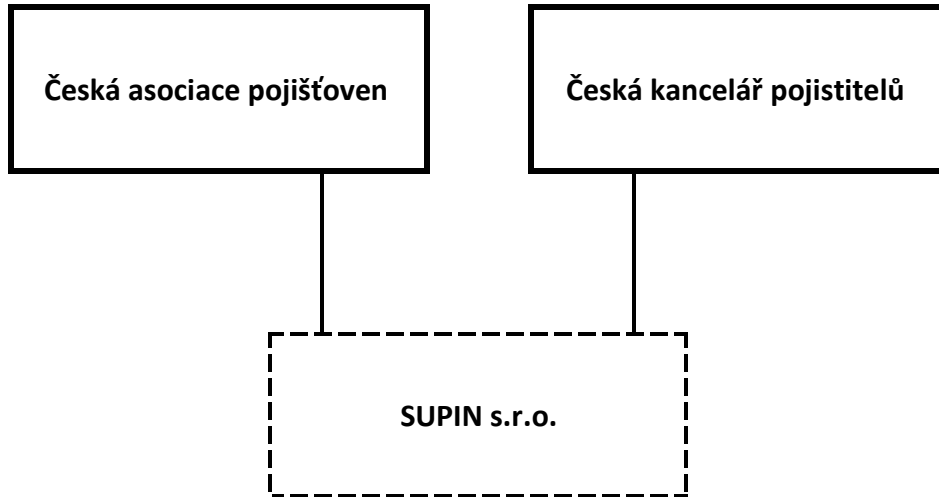 Česká asociace pojišťoven
Česká kancelář pojistitelů
SUPIN s.r.o.